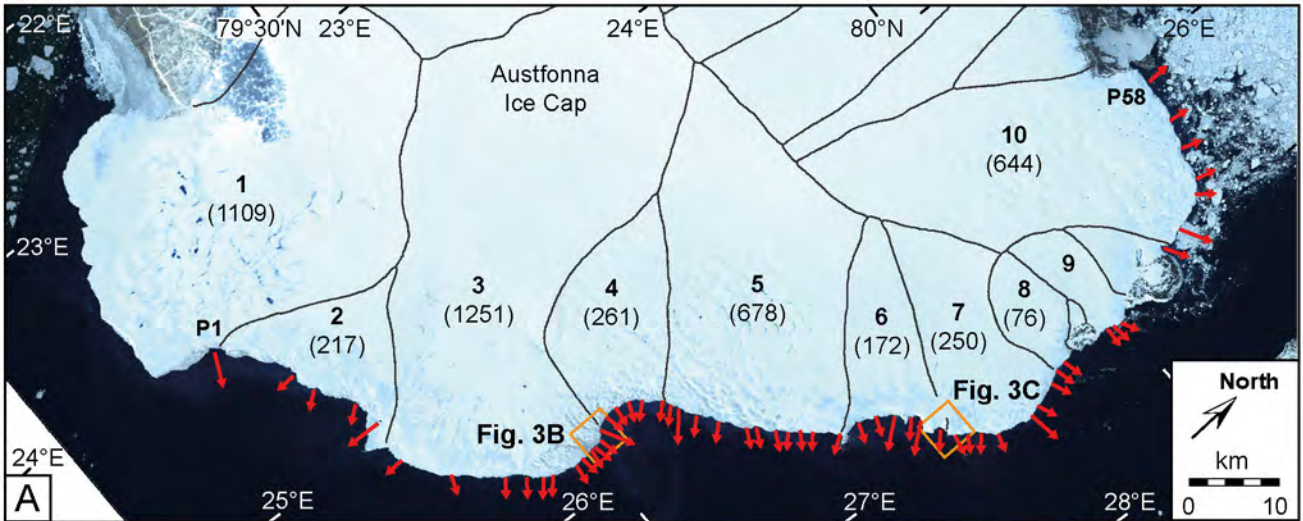 22°E
79°30'N
23°E
24°E
80°N
26°E
Austfonna
Ice Cap
P58
10
(644)
1
(1109)
23°E
9
3
(1251)
4
(261)
5
(678)
8
(76)
2
(217)
6
(172)
7
(250)
P1
Fig. 3C
North
Fig. 3B
24°E
km
A
25°E
26°E
27°E
28°E
0 10